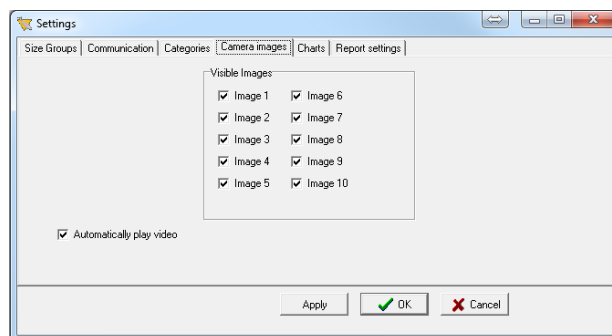 Settings
Size Groups Communication Categories Camera images Charts Report settings
Visible Images
Image 1 Image 6
Image 2 Image 7
Image 3 Image 8
Image 4 Image 9
Image 5 Image 10
Automatically play video
Apply OK Cancel